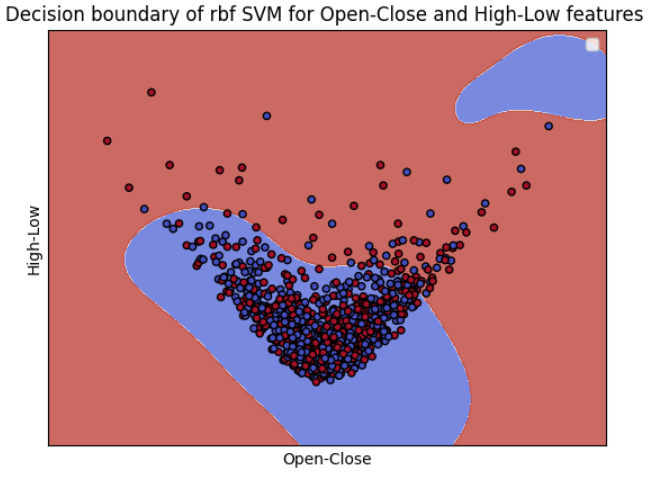 Decision boundary of rbf SVM for Open-Close and High-Low features
High-Low
Open-Close